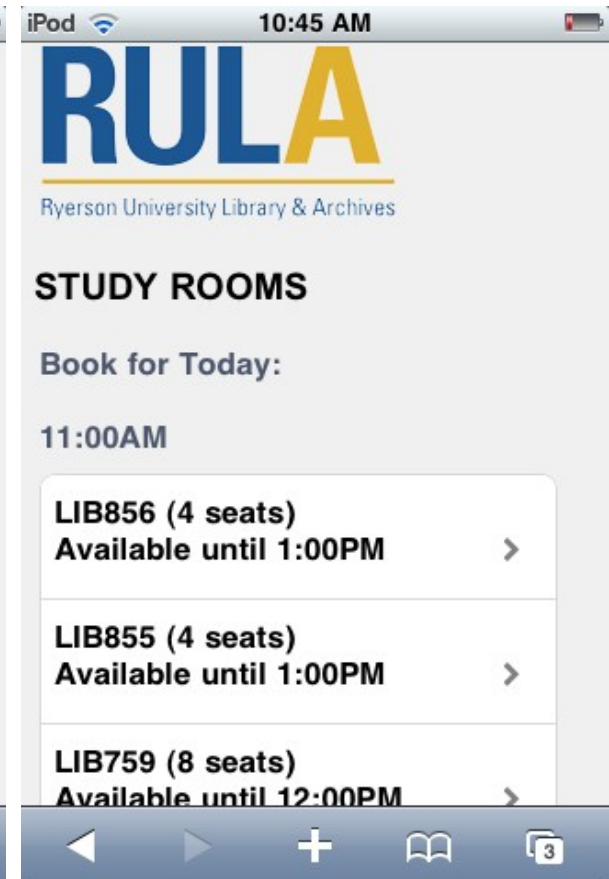 iPod 10:45 AM
RULA
Ryerson University Library & Archives
STUDY ROOMS
Book for Today:
11:00AM
LIB856 (4 seats)
Available until 1:00PM
LIB855 (4 seats)
Available until 1:00PM
LIB759 (8 seats)
Available until 12:00PM
3